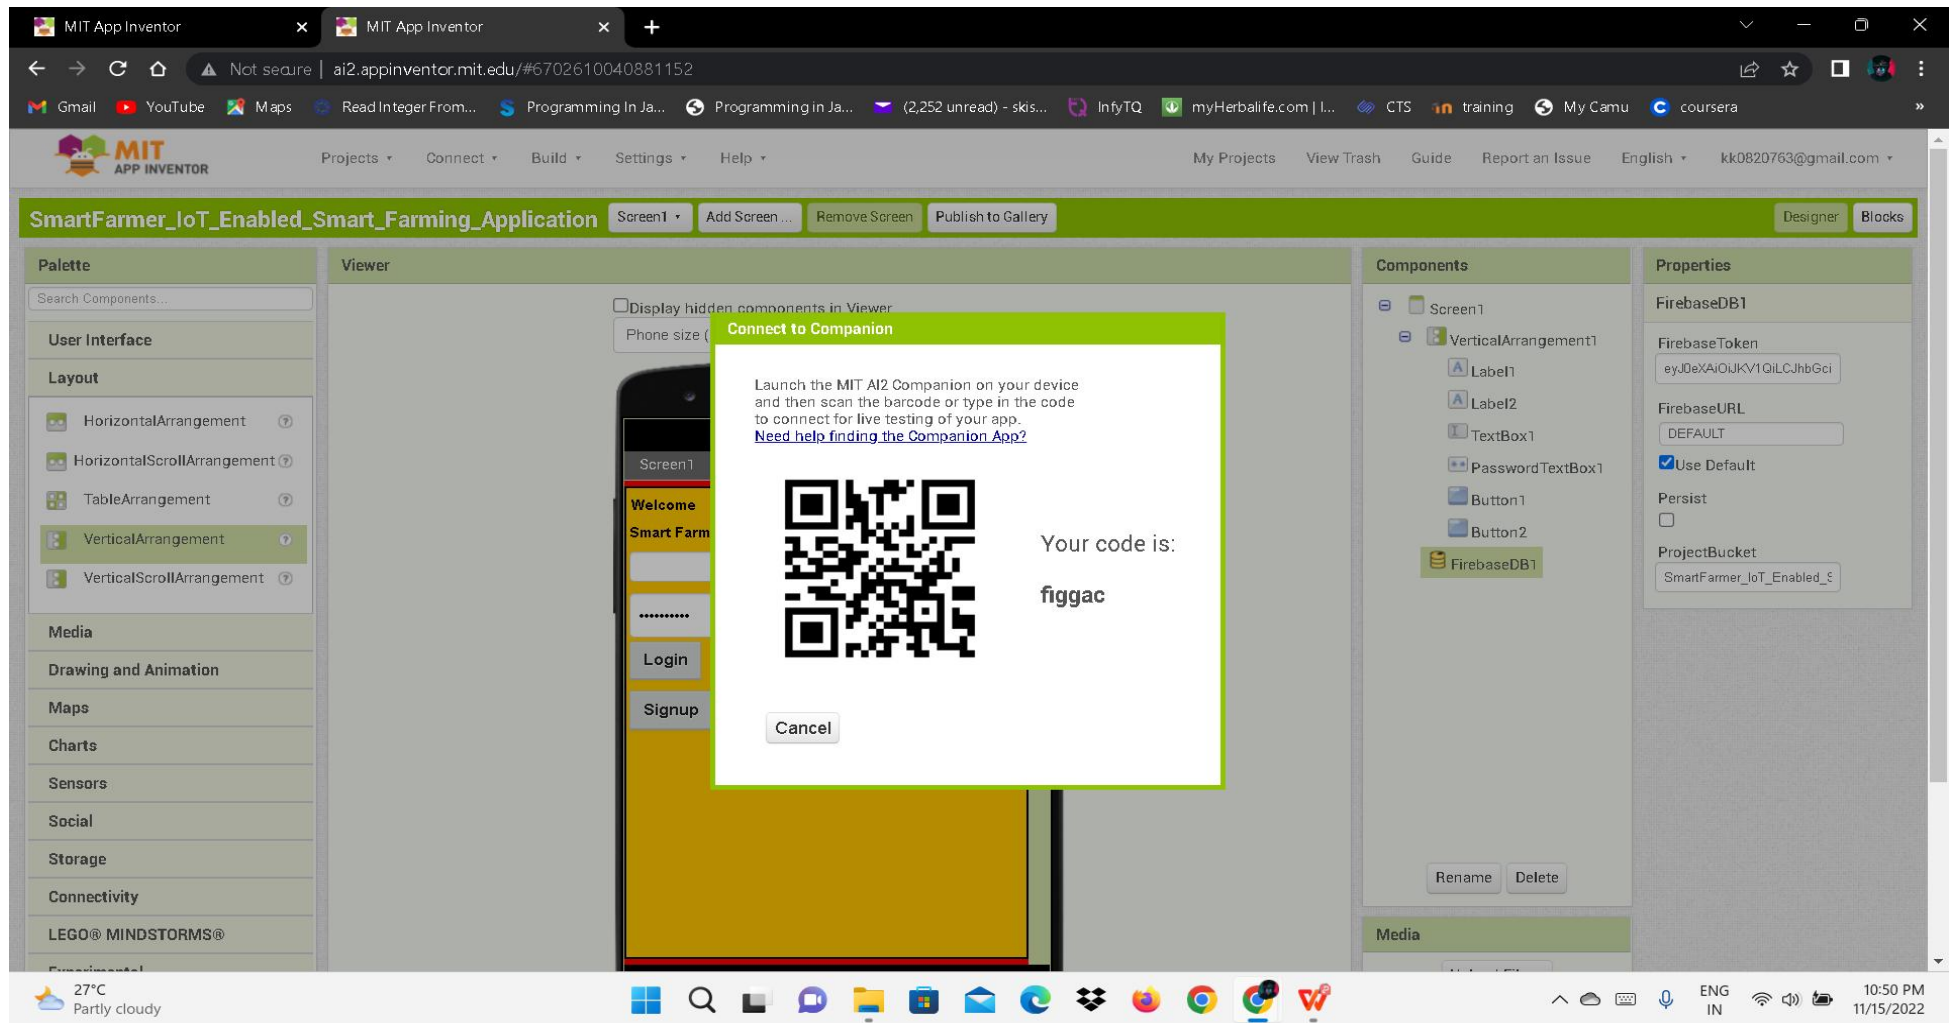 MIT App Inventor
MIT App Inventor
Not secure | ai2.appinventor.mit.edu/#6702610040881152
Gmail YouTube Maps Read Integer From... Programming In Ja... Programming in Ja... (2,252 unread) - skis... InfyTQ myHerbalife.com | I... CTS training My Camu coursera »
MIT
APP INVENTOR
Projects Connect Build Settings Help My Projects View Trash Guide Report an Issue English kk0820763@gmail.com
SmartFarmer_IoT_Enabled_Smart_Farming_Application Screen1 Add Screen ... Remove Screen Publish to Gallery Designer Blocks
Palette
Search Components...
User Interface
Layout
HorizontalArrangement
HorizontalScrollArrangement
TableArrangement
VerticalArrangement
VerticalScrollArrangement
Media
Drawing and Animation
Maps
Charts
Sensors
Social
Storage
Connectivity
LEGO® MINDSTORMS®
Experimental
Viewer
Display hidden components in Viewer
Phone size (
Screen1
Welcome
Smart Farm
Login
Signup
Connect to Companion
Launch the MIT AI2 Companion on your device
and then scan the barcode or type in the code
to connect for live testing of your app.
Need help finding the Companion App?
Your code is:
figgac
Cancel
Components
Screen1
VerticalArrangement1
Label1
Label2
TextBox1
PasswordTextBox1
Button1
Button2
FirebaseDB1
Rename Delete
Media
Properties
FirebaseDB1
FirebaseToken
eyJ0eXAiOiJKV1QiLCJhbGci
FirebaseURL
DEFAULT
Use Default
Persist
ProjectBucket
SmartFarmer_IoT_Enabled_S
27°C
Partly cloudy
ENG
IN
10:50 PM
11/15/2022